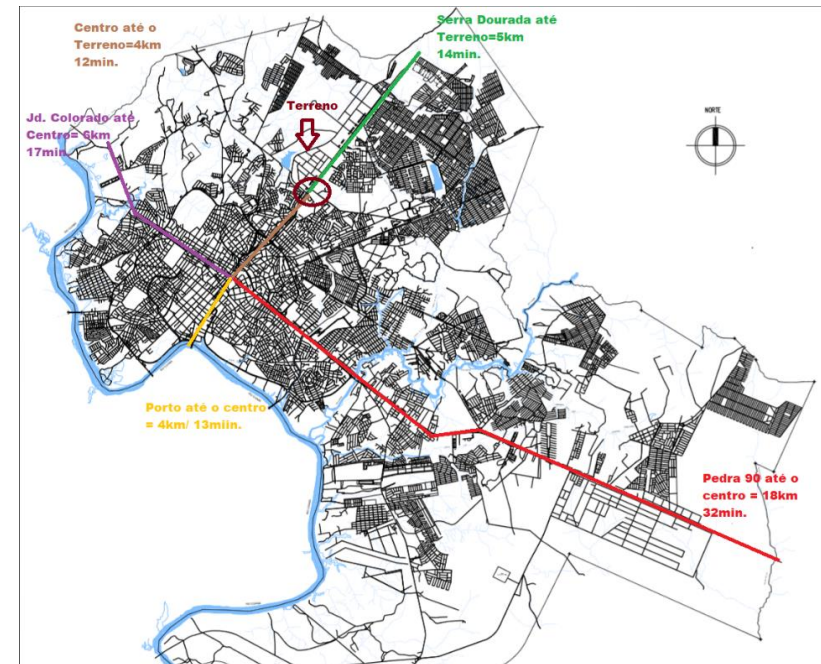 Centro até o
Terreno=4km
12min.
Serra Dourada até
Terreno=5km
14min.
Terreno
Jd. Colorado até
Centro= 6km
17min.
NORTE
Porto até o centro
= 4km/ 13miin.
Pedra 90 até o
centro = 18km
32min.